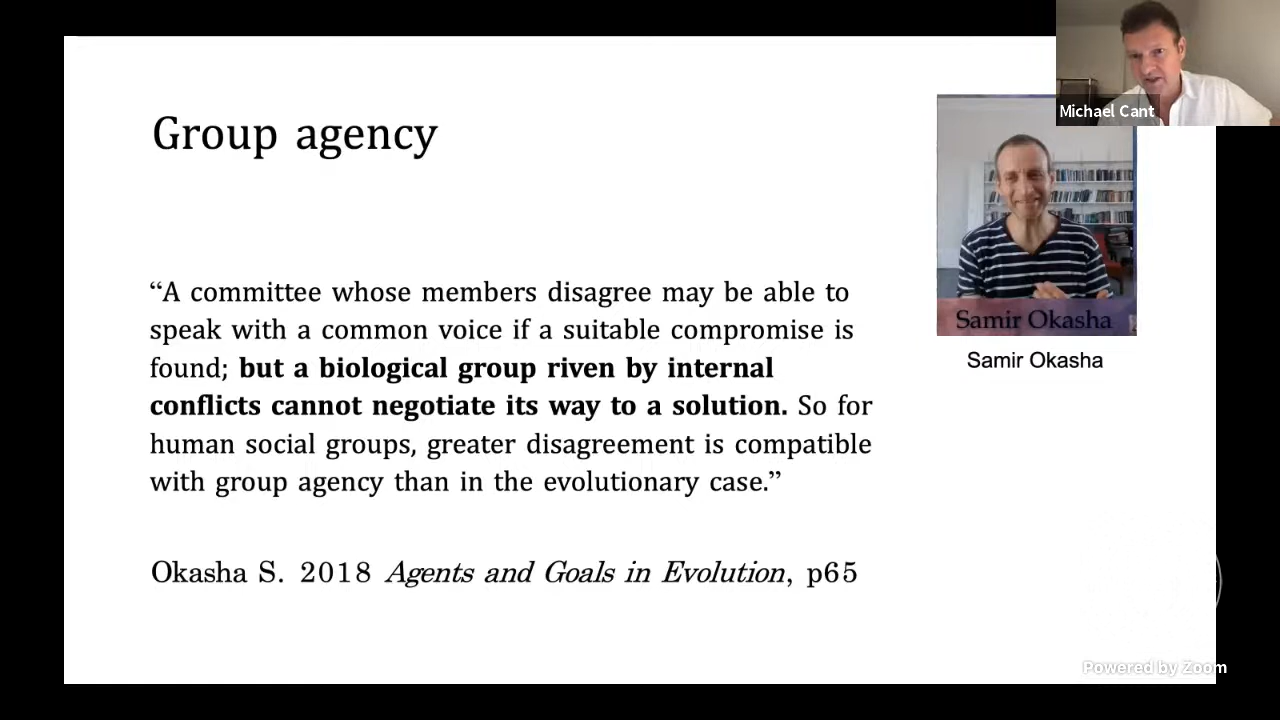 Michael Cant
Group agency
Samir Okasha
Samir Okasha
“A committee whose members disagree may be able to
speak with a common voice if a suitable compromise is
found; but a biological group riven by internal
conflicts cannot negotiate its way to a solution. So for
human social groups, greater disagreement is compatible
with group agency than in the evolutionary case.”
Okasha S. 2018 Agents and Goals in Evolution, p65
Powered by Zoom